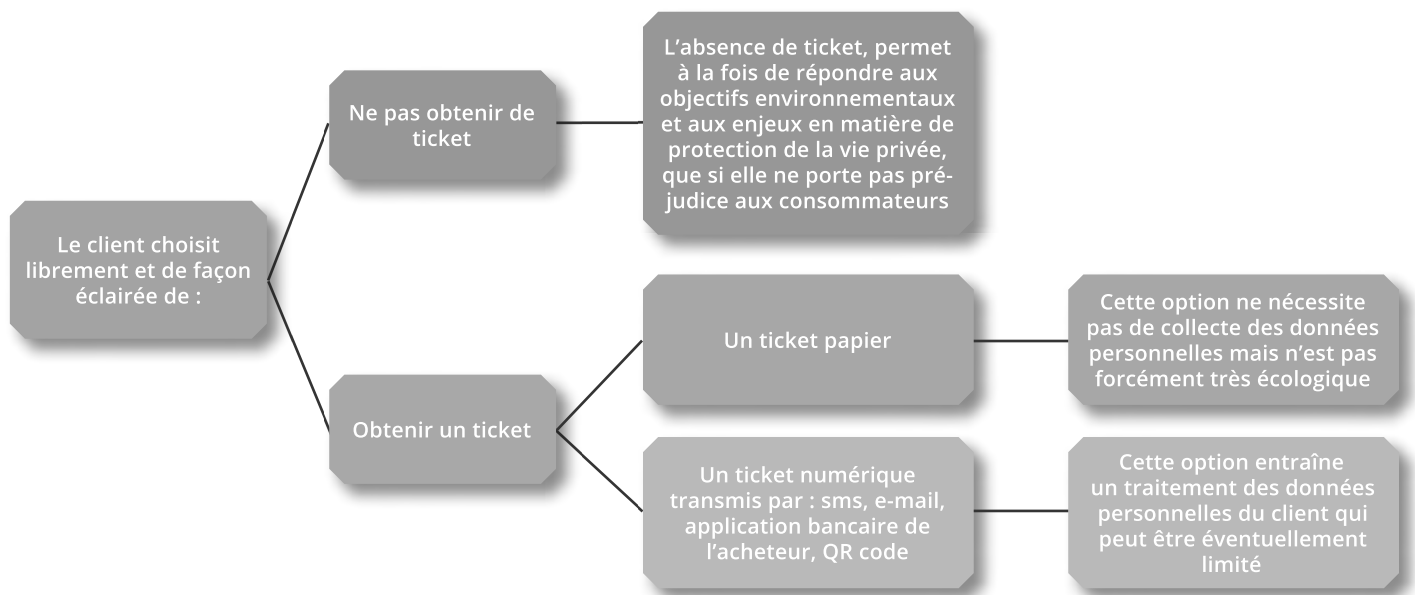 Le client choisit
librement et de façon
éclairée de :
Ne pas obtenir de
ticket
L’absence de ticket, permet
à la fois de répondre aux
objectifs environnementaux
et aux enjeux en matière de
protection de la vie privée,
que si elle ne porte pas pré-
judice aux consommateurs
Obtenir un ticket
Un ticket papier
Cette option ne nécessite
pas de collecte des données
personnelles mais n’est pas
forcément très écologique
Un ticket numérique
transmis par : sms, e-mail,
application bancaire de
l’acheteur, QR code
Cette option entraîne
un traitement des données
personnelles du client qui
peut être éventuellement
limité